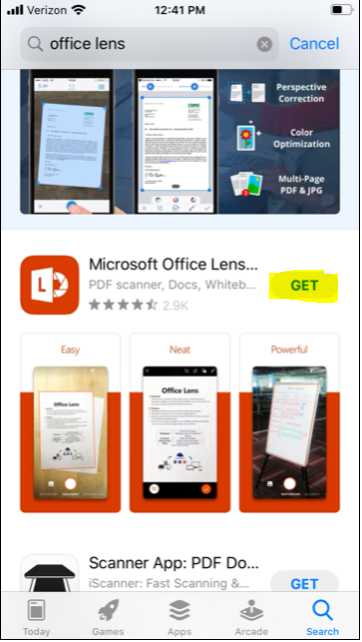 Verizon 12:41 PM
office lens Cancel
Perspective
Correction
Color
Optimization
Multi-Page
PDF & JPG
Microsoft Office Lens...
PDF scanner, Docs, Whiteb...
GET
2.9K
Easy Neat Powerful
Office Lens
Office Lens
Scanner App: PDF Do...
iScanner: Fast Scanning &...
GET
Today Games Apps Arcade Search